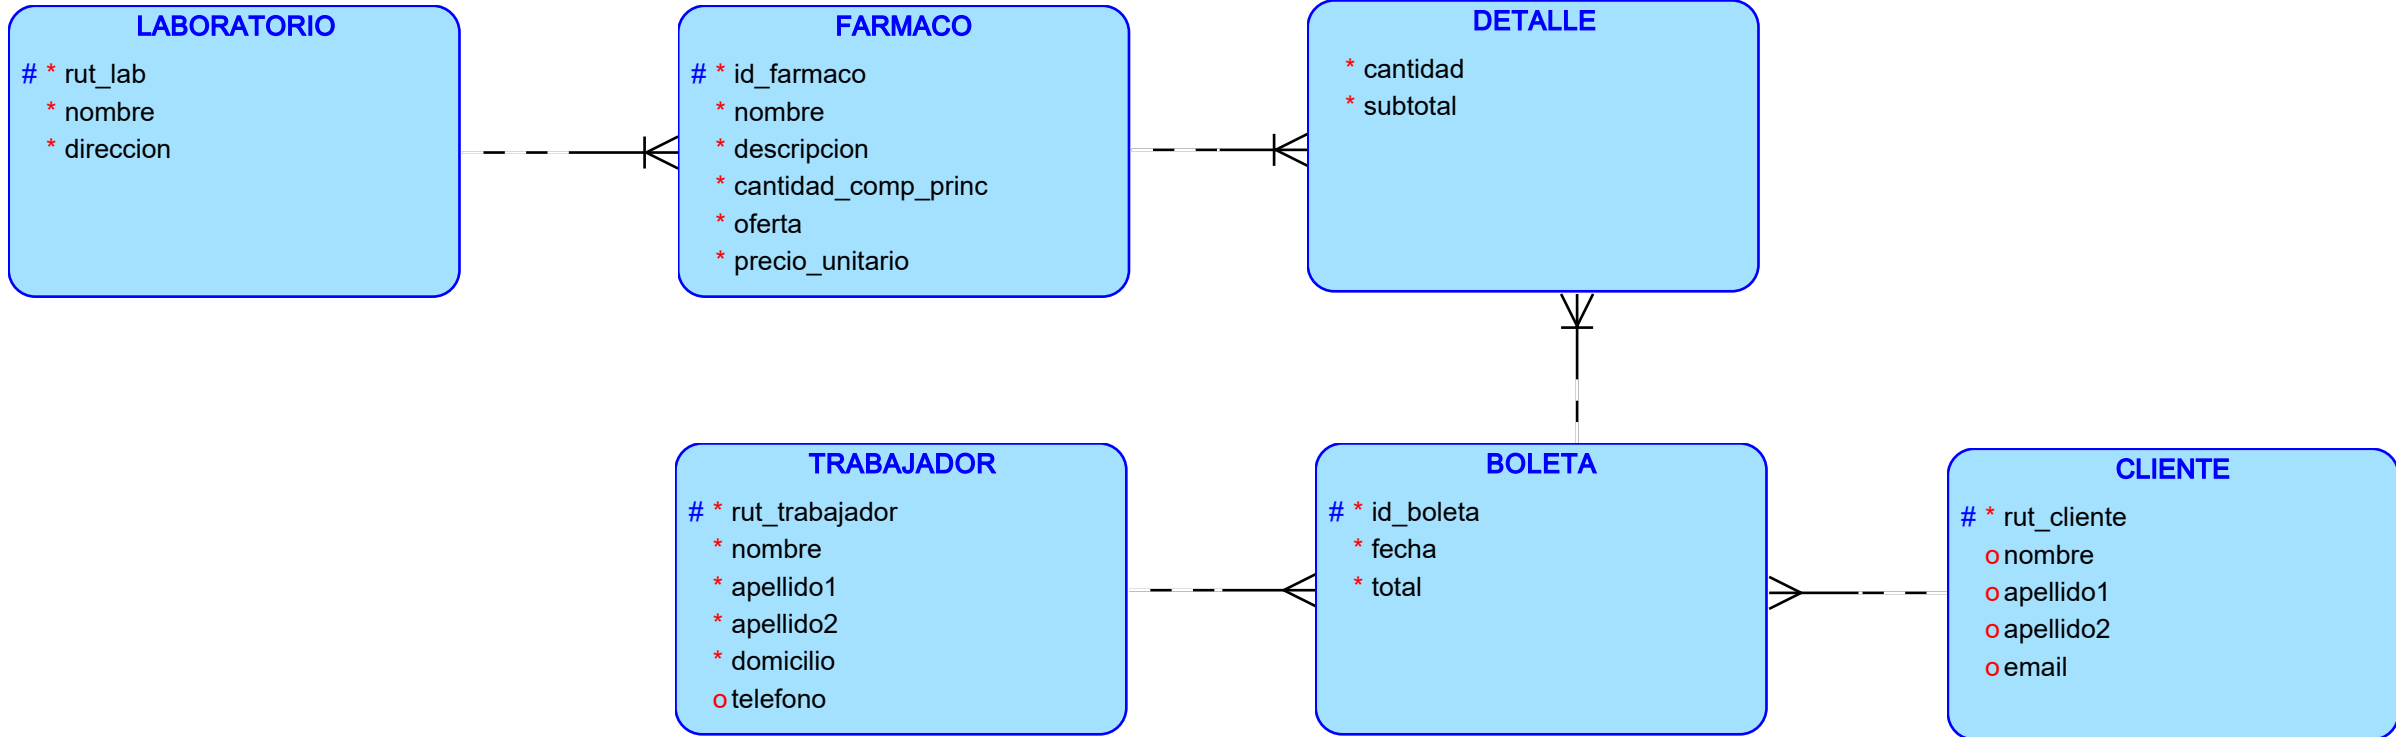 LABORATORIO
# * rut_lab
* nombre
* direccion
FARMACO
# * id_farmaco
* nombre
* descripcion
* cantidad_comp_princ
* oferta
* precio_unitario
DETALLE
* cantidad
* subtotal
TRABAJADOR
# * rut_trabajador
* nombre
* apellido1
* apellido2
* domicilio
o telefono
BOLETA
# * id_boleta
* fecha
* total
CLIENTE
# * rut_cliente
o nombre
o apellido1
o apellido2
o email